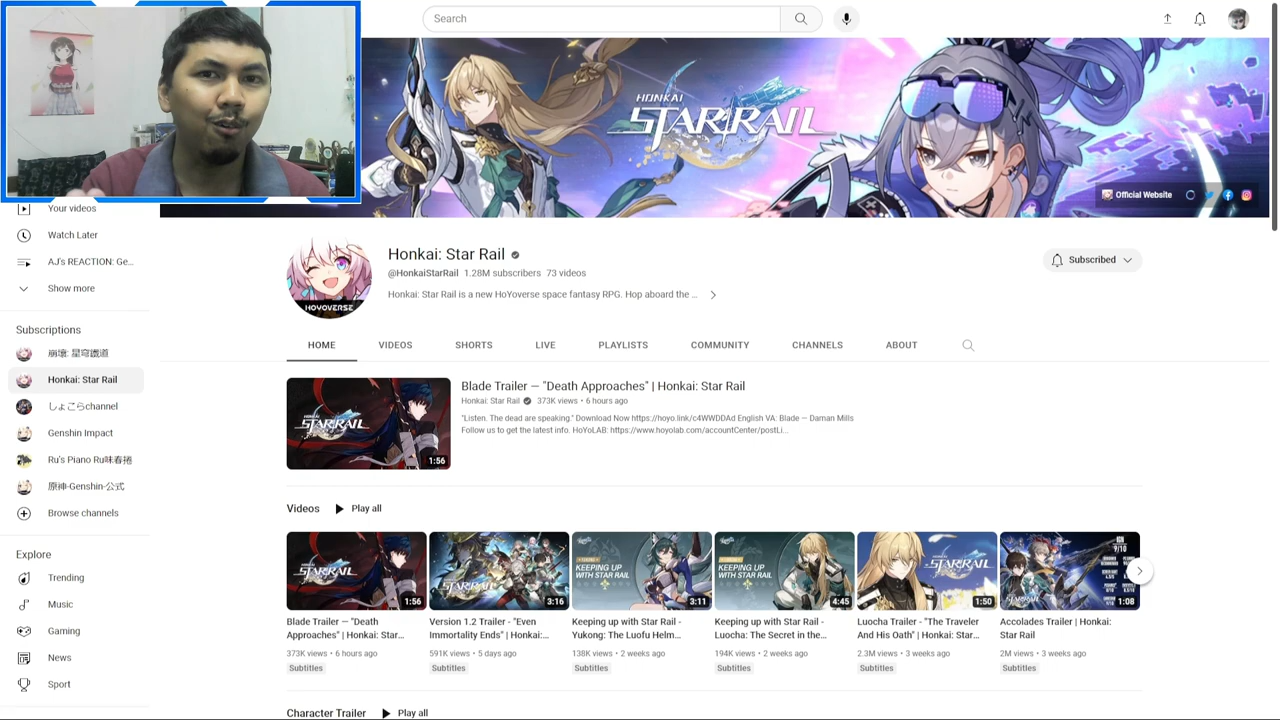 Search
HONKAI
STAR RAIL
Official Website
Your videos
Watch Later
AJ's REACTION: Ge...
Show more
Subscriptions
崩壞: 星穹鐵道
Honkai: Star Rail
しょこらchannel
Genshin Impact
Ru's Piano Ru味春捲
原神-Genshin-公式
Browse channels
Explore
Trending
Music
Gaming
News
Sport
HOYOVERSE
Honkai: Star Rail
@HonkaiStarRail 1.28M subscribers 73 videos
Honkai: Star Rail is a new HoYoverse space fantasy RPG. Hop aboard the ...
Subscribed
HOME VIDEOS SHORTS LIVE PLAYLISTS COMMUNITY CHANNELS ABOUT
HONKAI
STAR RAIL
1:56
Blade Trailer — "Death Approaches" | Honkai: Star Rail
Honkai: Star Rail 373K views • 6 hours ago
"Listen. The dead are speaking." Download Now https://hoyo.link/c4WWDDAd English VA: Blade — Daman Mills
Follow us to get the latest info. HoYoLAB: https://www.hoyolab.com/accountCenter/postLi...
Videos Play all
STAR RAIL
1:56
Blade Trailer — "Death
Approaches" | Honkai: Star...
373K views • 6 hours ago
Subtitles
STAR RAIL
3:16
Version 1.2 Trailer - "Even
Immortality Ends" | Honkai:...
591K views • 5 days ago
Subtitles
KEEPING UP
WITH STAR RAIL
3:11
Keeping up with Star Rail -
Yukong: The Luofu Helm...
138K views • 2 weeks ago
Subtitles
KEEPING UP
WITH STAR RAIL
4:45
Keeping up with Star Rail -
Luocha: The Secret in the...
194K views • 2 weeks ago
Subtitles
STAR RAIL
1:50
Luocha Trailer - "The Traveler
And His Oath" | Honkai: Star...
2.3M views • 3 weeks ago
Subtitles
IGN
9/10
1:08
Accolades Trailer | Honkai:
Star Rail
2M views • 3 weeks ago
Subtitles
Character Trailer Play all